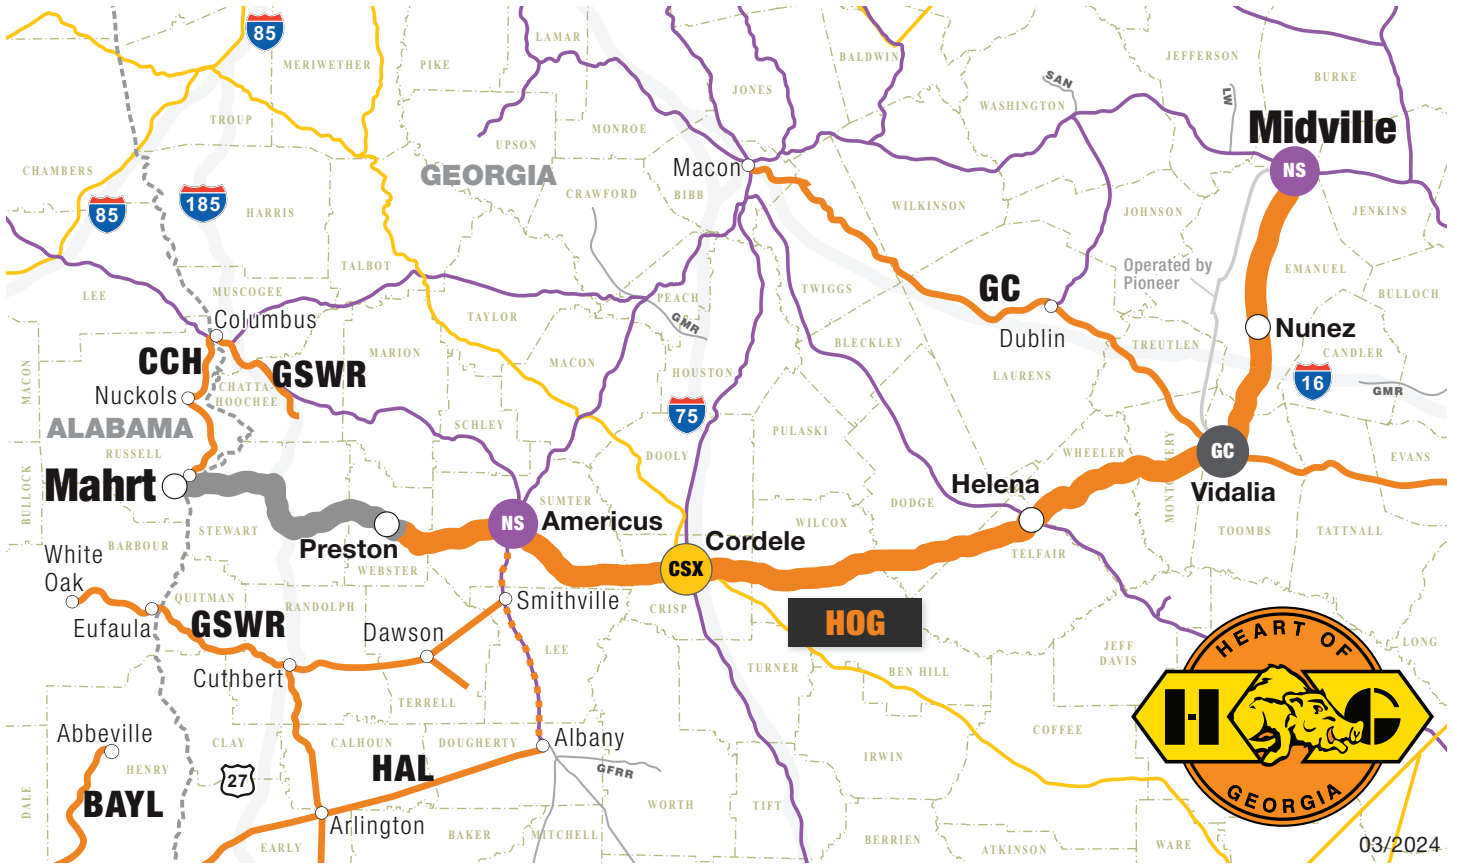 85
LAMAR
BALDWIN
JEFFERSON
MERIWETHER
PIKE
SAN
BURKE
JONES
WASHINGTON
LW
TROUP
MONROE
Midville
UPSON
CHAMBERS
Macon
NS
GEORGIA
CRAWFORD
BIBB
185
85
HARRIS
WILKINSON
JOHNSON
JENKINS
TALBOT
Operated by
Pioneer
EMANUEL
LEE
MUSCOGEE
PEACH
TWIGGS
GC
BULLOCH
Columbus
TAYLOR
GMR
Nunez
Dublin
BLECKLEY
TREUTLEN
CCH
MARION
MACON
CANDLER
MACON
GSWR
HOUSTON
LAURENS
16
GMR
CHATTA-
HOOCHEE
Nuckols
75
ALABAMA
SCHLEY
PULASKI
RUSSELL
DOOLY
WHEELER
MONTGOMERY
GC
EVANS
Mahrt
BULLOCK
Helena
Vidalia
SUMTER
DODGE
NS
Americus
WILCOX
STEWART
TOOMBS
TATTNALL
BARBOUR
Preston
Cordele
TELFAIR
White
Oak
WEBSTER
CSX
QUITMAN
RANDOLPH
Smithville
CRISP
HOG
Eufaula
GSWR
Dawson
HEART OF
LONG
LEE
JEFF
DAVIS
TURNER
BEN HILL
Cuthbert
TERRELL
HOG
Abbeville
CLAY
CALHOUN
DOUGHERTY
Albany
COFFEE
HENRY
HAL
GFRR
IRWIN
27
GEORGIA
DALE
BAYL
WORTH
TIFT
Arlington
BAKER
MITCHELL
BERRIEN
EARLY
ATKINSON
WARE
03/2024